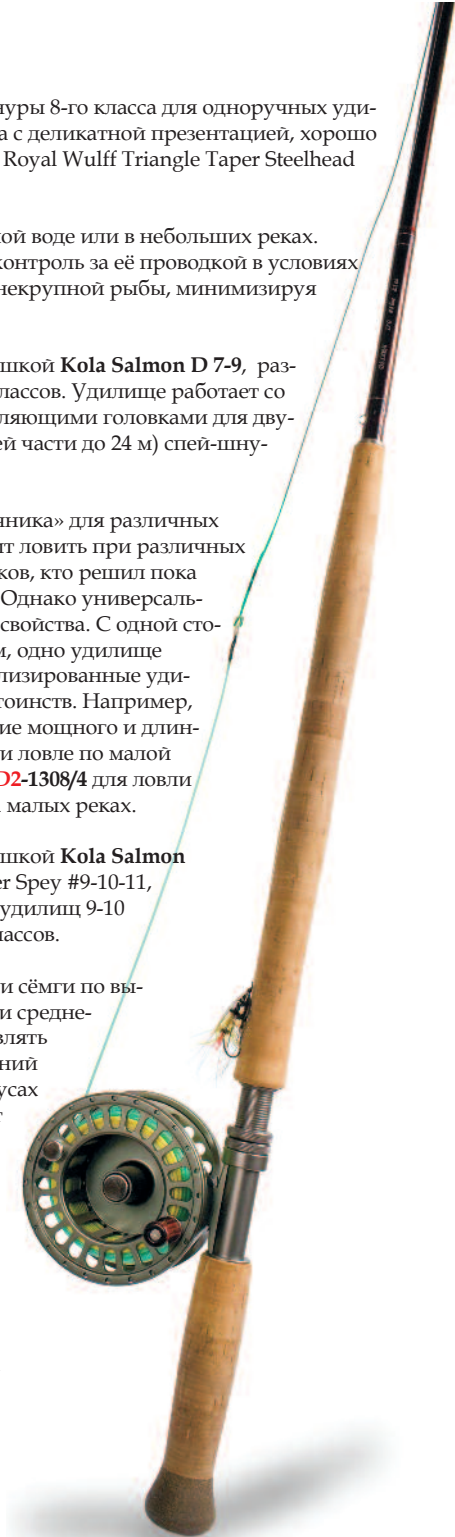 нуры 8-го класса для одноручных уди-
а с деликатной презентацией, хорошо
Royal Wulff Triangle Taper Steelhead
ой воде или в небольших реках.
контроль за её проводкой в условиях
некрупной рыбы, минимизируя
шкой Kola Salmon D 7-9, раз-
лассов. Удилище работает со
ляющими головками для дву-
ей части до 24 м) спей-шну-
чника» для различных
ит ловить при различных
ков, кто решил пока
Однако универсаль-
свойства. С одной сто-
м, одно удилище
лизированные уди-
тоинств. Например,
ие мощного и длин-
и ловле по малой
D2-1308/4 для ловли
малых реках.
шкой Kola Salmon
er Spey #9-10-11,
удилищ 9-10
лассов.
и сёмги по вы-
и средне-
влять
ний
усах
т